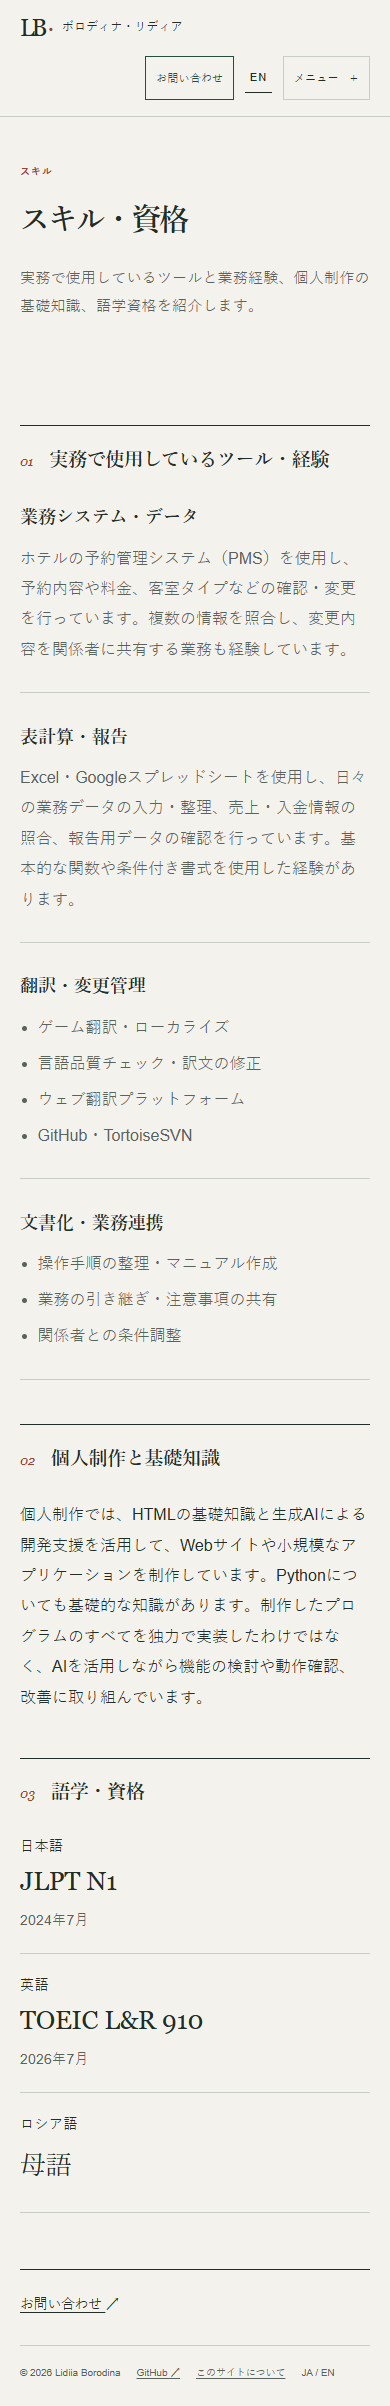 LB· ボロディナ・リディア
お問い合わせ EN メニュー +
スキル
スキル・資格
実務で使用しているツールと業務経験、個人制作の
基礎知識、語学資格を紹介します。
01 実務で使用しているツール・経験
業務システム・データ
ホテルの予約管理システム（PMS）を使用し、
予約内容や料金、客室タイプなどの確認・変更
を行っています。複数の情報を照合し、変更内
容を関係者に共有する業務も経験しています。
表計算・報告
Excel・Googleスプレッドシートを使用し、日々
の業務データの入力・整理、売上・入金情報の
照合、報告用データの確認を行っています。基
本的な関数や条件付き書式を使用した経験があ
ります。
翻訳・変更管理
• ゲーム翻訳・ローカライズ
• 言語品質チェック・訳文の修正
• ウェブ翻訳プラットフォーム
• GitHub・TortoiseSVN
文書化・業務連携
• 操作手順の整理・マニュアル作成
• 業務の引き継ぎ・注意事項の共有
• 関係者との条件調整
02 個人制作と基礎知識
個人制作では、HTMLの基礎知識と生成AIによる
開発支援を活用して、Webサイトや小規模なア
プリケーションを制作しています。Pythonにつ
いても基礎的な知識があります。制作したプロ
グラムのすべてを独力で実装したわけではな
く、AIを活用しながら機能の検討や動作確認、
改善に取り組んでいます。
03 語学・資格
日本語
JLPT N1
2024年7月
英語
TOEIC L&R 910
2026年7月
ロシア語
母語
お問い合わせ ↗
© 2026 Lidiia Borodina GitHub ↗ このサイトについて JA / EN